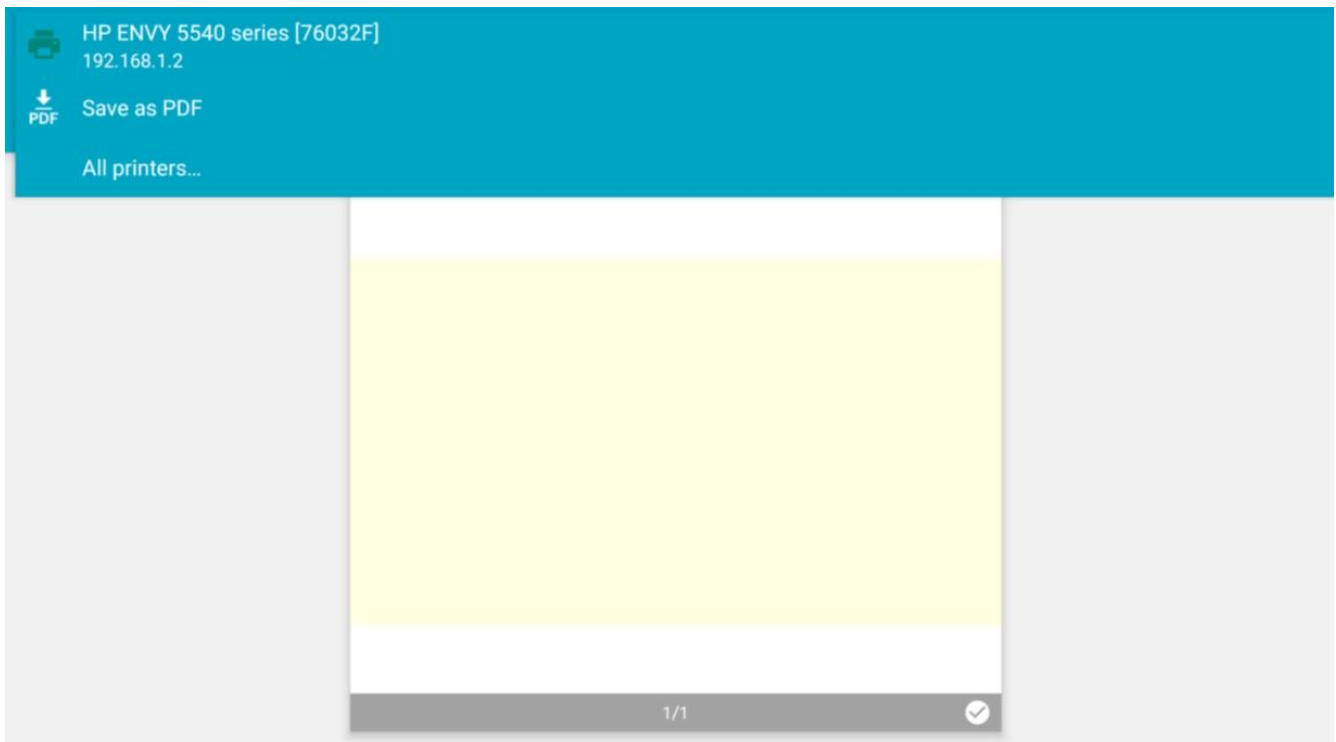 HP ENVY 5540 series [76032F]
192.168.1.2
PDF
Save as PDF
All printers...
1/1